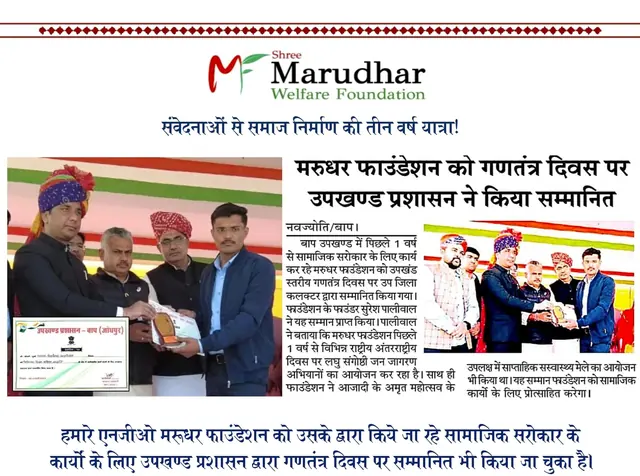 Shree
Marudhar
Welfare Foundation
संवेदनाओं से समाज निर्माण की तीन वर्ष यात्रा!
मरुधर फाउंडेशन को गणतंत्र दिवस पर
उपखण्ड प्रशासन ने किया सम्मानित
नवज्योति/बाप।
बाप उपखण्ड में पिछले 1 वर्ष
से सामाजिक सरोकार के लिए कार्य
कर रहे मरुधर फाउंडेशन को उपखंड
स्तरीय गणतंत्र दिवस पर उप जिला
कलक्टर द्वारा सम्मानित किया गया।
फाउंडेशन के फाउंडर सुरेश पालीवाल
ने यह सम्मान प्राप्त किया। पालीवाल
ने बताया कि मरुधर फाउंडेशन पिछले
1 वर्ष से विभिन्न राष्ट्रीय अंतरराष्ट्रीय
दिवस पर लघु संगोष्ठी जन जागरण
अभियानों का आयोजन कर रहा है। साथ ही
फाउंडेशन ने आजादी के अमृत महोत्सव के
उपलक्ष में साप्ताहिक सस्वास्थ्य मेले का आयोजन
भी किया था। यह सम्मान फाउंडेशन को सामाजिक
कार्यो के लिए प्रोत्साहित करेगा।
उपखण्ड प्रशासन - बाप (जोधपुर)
हमारे एनजीओ मरूधर फाउंडेशन को उसके द्वारा किये जा रहे सामाजिक सरोकार के
कार्यो के लिए उपखण्ड प्रशासन द्वारा गणतंत्र दिवस पर सम्मानित भी किया जा चुका है।